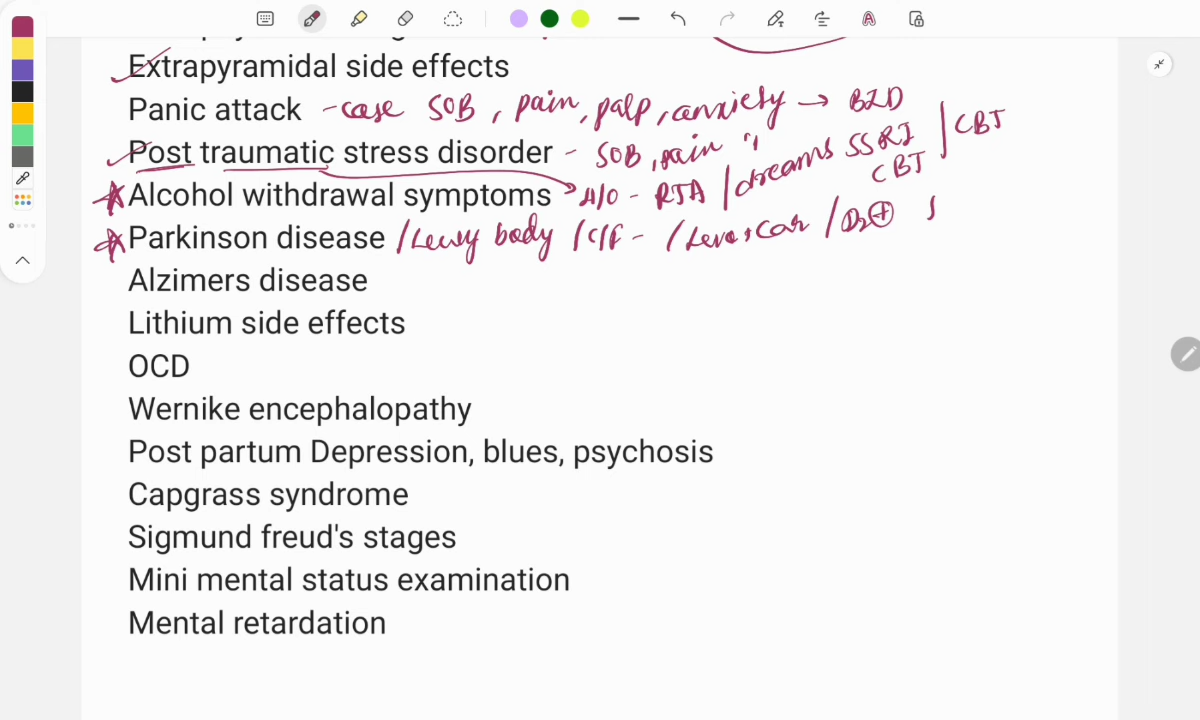 Extrapyramidal side effects
Panic attack - case SOB, pain, palp, anxiety → BZD
Post traumatic stress disorder - SOB, pain " SSRI / CBT
CBT
Alcohol withdrawal symptoms H/O - RTA / dreams
Parkinson disease / Lewy body / C/F - / Levo + Car / D2 +
Alzimers disease
Lithium side effects
OCD
Wernike encephalopathy
Post partum Depression, blues, psychosis
Capgrass syndrome
Sigmund freud's stages
Mini mental status examination
Mental retardation